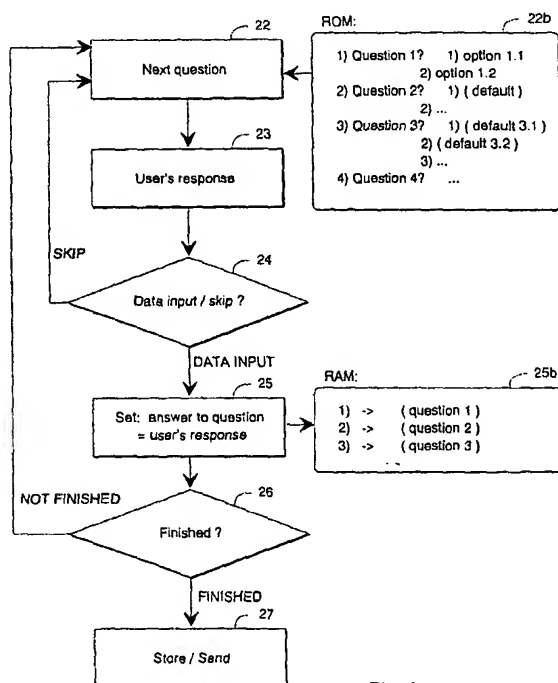 22
Next question
ROM:
22b
1) Question 1? 1) option 1.1
2) option 1.2
2) Question 2? 1) ( default )
2) ...
3) Question 3? 1) ( default 3.1 )
2) ( default 3.2 )
3) ...
4) Question 4? ...
23
User's response
SKIP
24
Data input / skip ?
DATA INPUT
25
Set: answer to question
= user's response
RAM:
25b
1) -> ( question 1 )
2) -> ( question 2 )
3) -> ( question 3 )
..
NOT FINISHED
26
Finished ?
FINISHED
27
Store / Send